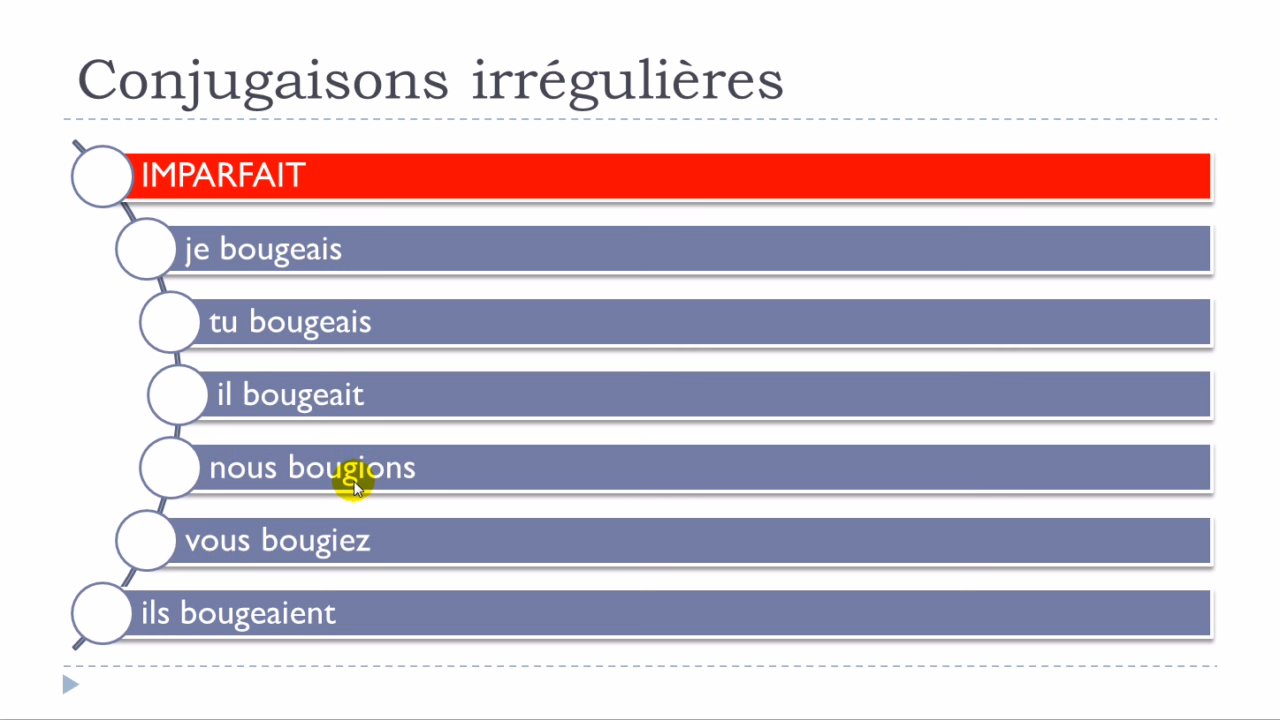 Conjugaisons irrégulières
IMPARFAIT
je bougeais
tu bougeais
il bougeait
nous bougions
vous bougiez
ils bougeaient